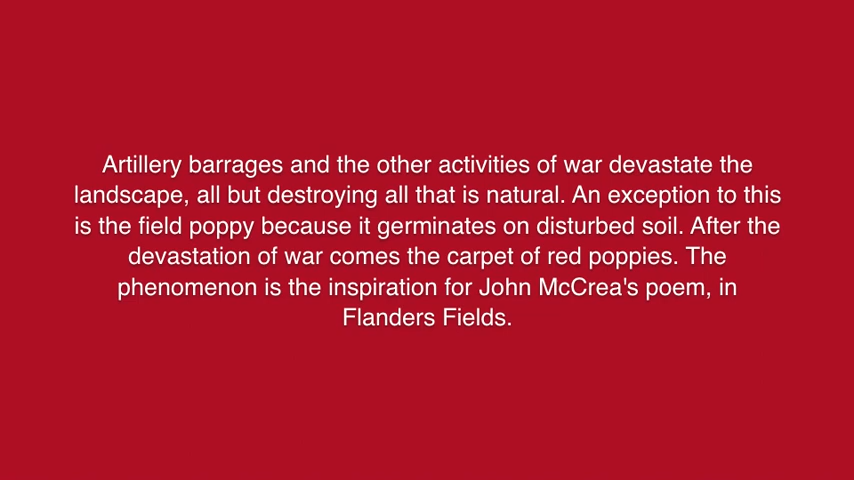 Artillery barrages and the other activities of war devastate the
landscape, all but destroying all that is natural. An exception to this
is the field poppy because it germinates on disturbed soil. After the
devastation of war comes the carpet of red poppies. The
phenomenon is the inspiration for John McCrea's poem, in
Flanders Fields.